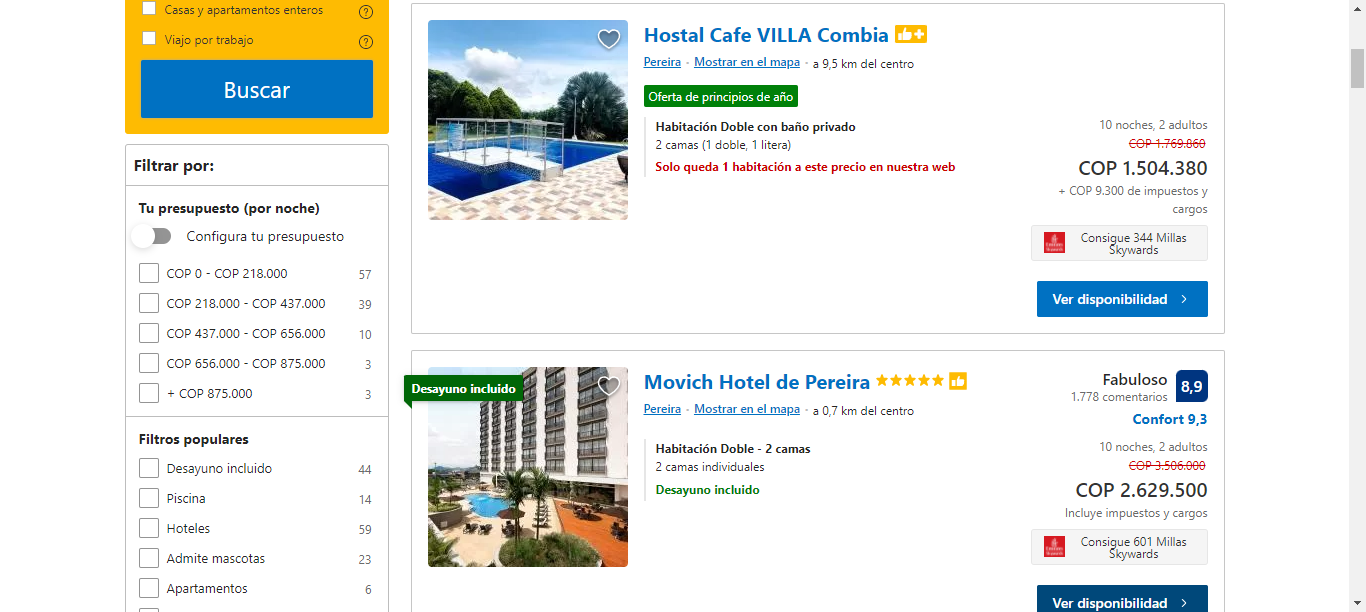 Casas y apartamentos enteros
Viajo por trabajo
Buscar
Filtrar por:
Tu presupuesto (por noche)
Configura tu presupuesto
COP 0 - COP 218.000 57
COP 218.000 - COP 437.000 39
COP 437.000 - COP 656.000 10
COP 656.000 - COP 875.000 3
+ COP 875.000 3
Filtros populares
Desayuno incluido 44
Piscina 14
Hoteles 59
Admite mascotas 23
Apartamentos 6
Hostal Cafe VILLA Combia
Pereira · Mostrar en el mapa · a 9,5 km del centro
Oferta de principios de año
Habitación Doble con baño privado
2 camas (1 doble, 1 litera)
Solo queda 1 habitación a este precio en nuestra web
10 noches, 2 adultos
COP 1.769.860
COP 1.504.380
+ COP 9.300 de impuestos y
cargos
Consigue 344 Millas
Skywards
Ver disponibilidad
Desayuno incluido
Movich Hotel de Pereira
Pereira · Mostrar en el mapa · a 0,7 km del centro
Habitación Doble - 2 camas
2 camas individuales
Desayuno incluido
Fabuloso
1.778 comentarios
8,9
Confort 9,3
10 noches, 2 adultos
COP 3.506.000
COP 2.629.500
Incluye impuestos y cargos
Consigue 601 Millas
Skywards
Ver disponibilidad